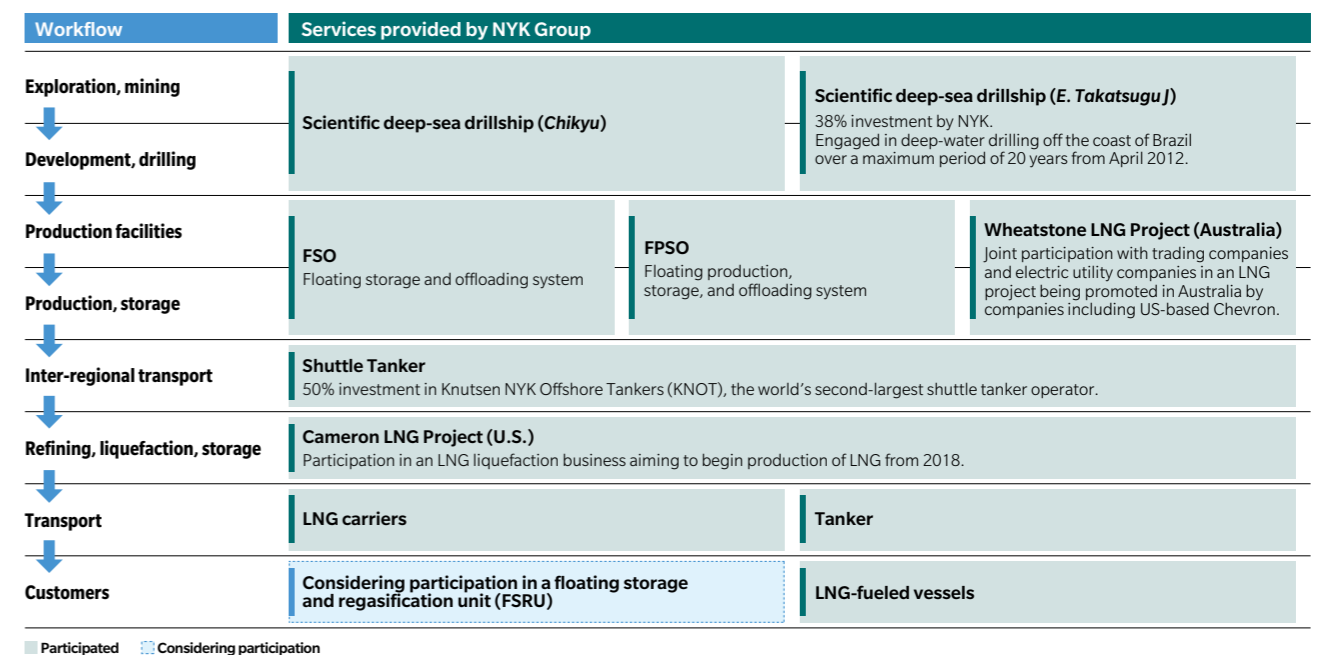 Workflow
Services provided by NYK Group
Exploration, mining
Development, drilling
Scientific deep-sea drillship (Chikyu)
Scientific deep-sea drillship (E. Takatsugu J)
38% investment by NYK.
Engaged in deep-water drilling off the coast of Brazil
over a maximum period of 20 years from April 2012.
Production facilities
Production, storage
FSO
Floating storage and offloading system
FPSO
Floating production,
storage, and offloading system
Wheatstone LNG Project (Australia)
Joint participation with trading companies
and electric utility companies in an LNG
project being promoted in Australia by
companies including US-based Chevron.
Inter-regional transport
Shuttle Tanker
50% investment in Knutsen NYK Offshore Tankers (KNOT), the world's second-largest shuttle tanker operator.
Refining, liquefaction, storage
Cameron LNG Project (U.S.)
Participation in an LNG liquefaction business aiming to begin production of LNG from 2018.
Transport
LNG carriers
Tanker
Customers
Considering participation in a floating storage
and regasification unit (FSRU)
LNG-fueled vessels
Participated
Considering participation